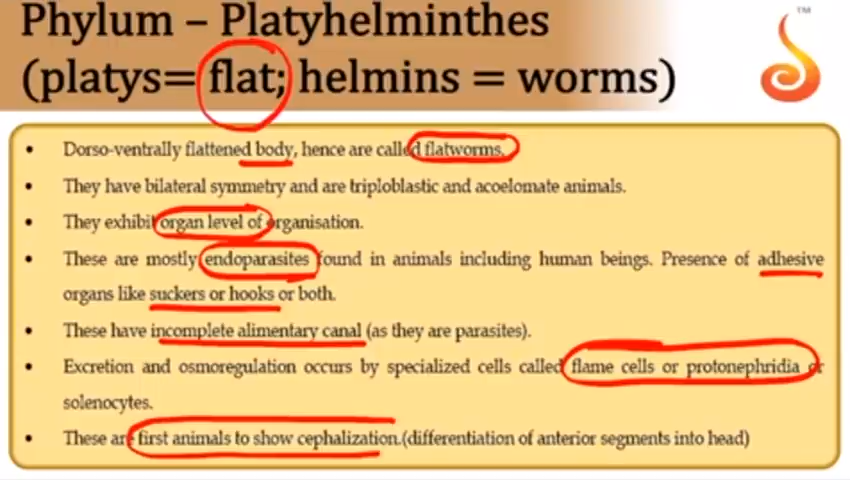 Phylum – Platyhelminthes
(platys= flat; helmins = worms)
TM
• Dorso-ventrally flattened body, hence are called flatworms.
• They have bilateral symmetry and are triploblastic and acoelomate animals.
• They exhibit organ level of organisation.
• These are mostly endoparasites found in animals including human beings. Presence of adhesive
organs like suckers or hooks or both.
• These have incomplete alimentary canal (as they are parasites).
• Excretion and osmoregulation occurs by specialized cells called flame cells or protonephridia or
solenocytes.
• These are first animals to show cephalization.(differentiation of anterior segments into head)